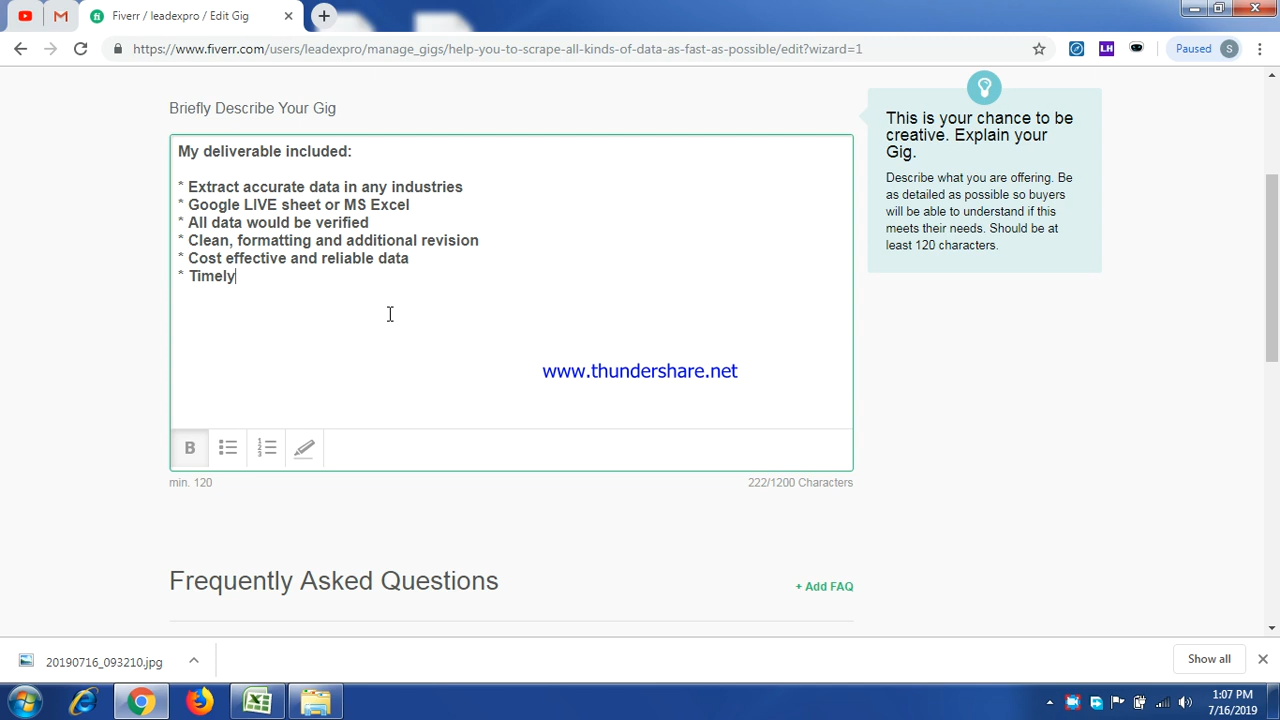 Fiverr / leadexpro / Edit Gig
https://www.fiverr.com/users/leadexpro/manage_gigs/help-you-to-scrape-all-kinds-of-data-as-fast-as-possible/edit?wizard=1
LH
Paused
S
Briefly Describe Your Gig
My deliverable included:
* Extract accurate data in any industries
* Google LIVE sheet or MS Excel
* All data would be verified
* Clean, formatting and additional revision
* Cost effective and reliable data
* Timely
B
min. 120
222/1200 Characters
This is your chance to be
creative. Explain your
Gig.
Describe what you are offering. Be
as detailed as possible so buyers
will be able to understand if this
meets their needs. Should be at
least 120 characters.
www.thundershare.net
Frequently Asked Questions
+ Add FAQ
20190716_093210.jpg
Show all
1:07 PM
7/16/2019